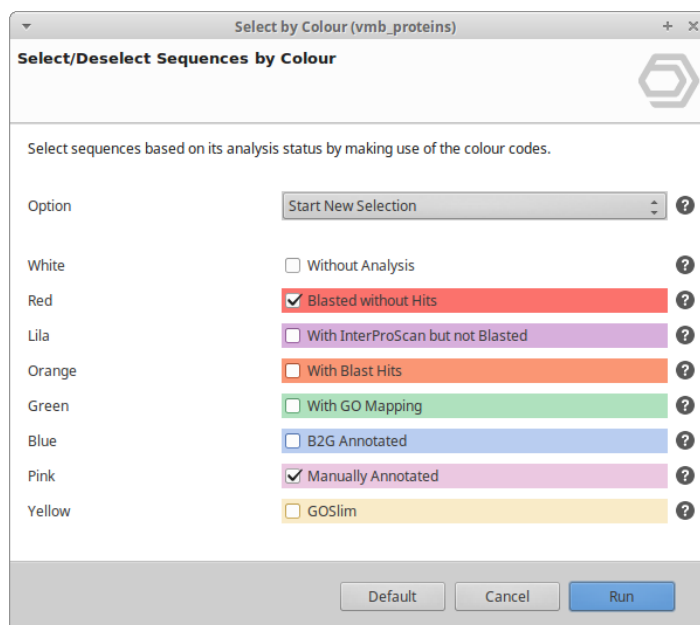 Select by Colour (vmb_proteins)
Select/Deselect Sequences by Colour
Select sequences based on its analysis status by making use of the colour codes.
Option Start New Selection ?
White Without Analysis ?
Red Blasted without Hits ?
Lila With InterProScan but not Blasted ?
Orange With Blast Hits ?
Green With GO Mapping ?
Blue B2G Annotated ?
Pink Manually Annotated ?
Yellow GOSlim ?
Default Cancel Run